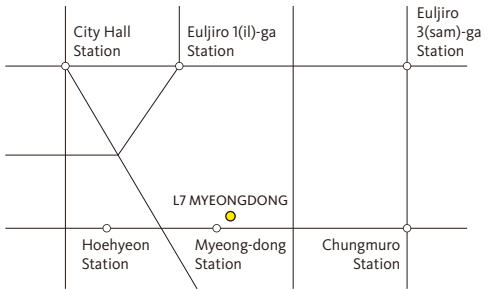 City Hall
Station
Euljiro 1(il)-ga
Station
Euljiro
3(sam)-ga
Station
L7 MYEONGDONG
Hoehyeon
Station
Myeong-dong
Station
Chungmuro
Station